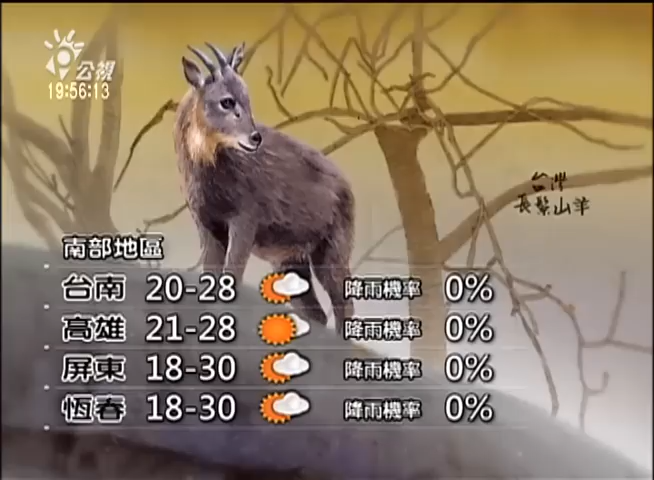 公視
19:56:13
台灣
長鬃山羊
南部地區
台南 20-28 降雨機率 0%
高雄 21-28 降雨機率 0%
屏東 18-30 降雨機率 0%
恆春 18-30 降雨機率 0%